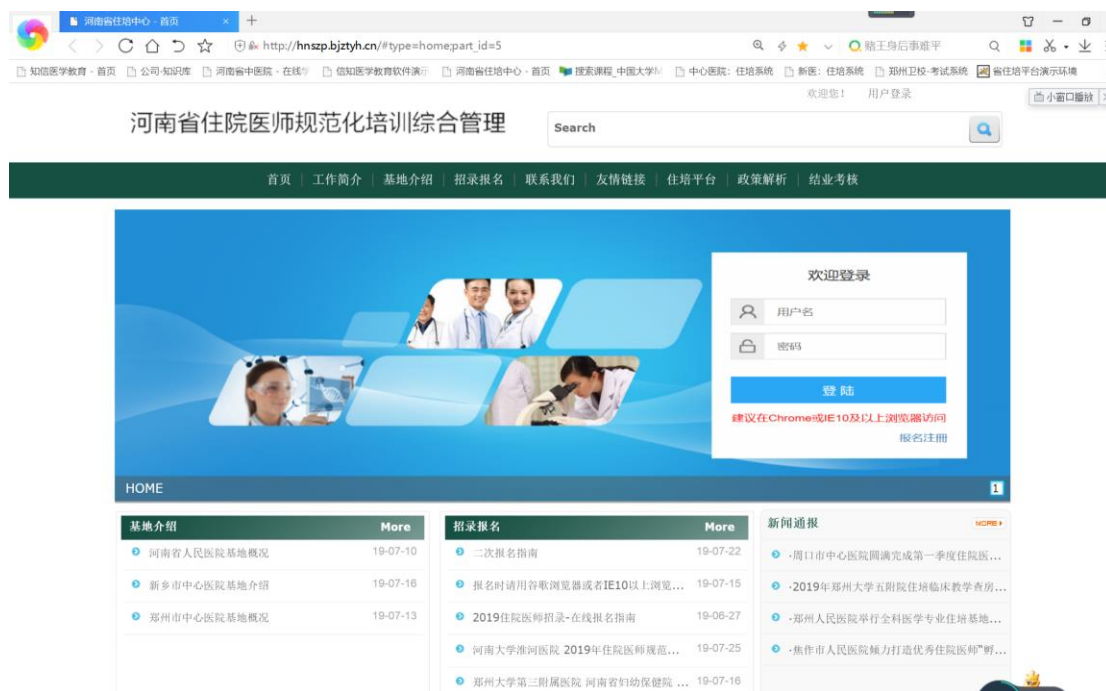 河南省住培中心 - 首页
http://hnszp.bjztyh.cn/#type=home;part_id=5
赌王身后事难平
知信医学教育 - 首页 公司-知识库 河南省中医院 - 在线 信知医学教育软件演示 河南省住培中心 - 首页 搜索课程_中国大学M 中心医院：住培系统 新医：住培系统 郑州卫校-考试系统 省住培平台演示环境
欢迎您！ 用户登录
小窗口播放
河南省住院医师规范化培训综合管理
Search
首页 | 工作简介 | 基地介绍 | 招录报名 | 联系我们 | 友情链接 | 住培平台 | 政策解析 | 结业考核
欢迎登录
用户名
密码
登 陆
建议在Chrome或IE10及以上浏览器访问
报名注册
HOME
1
基地介绍 More
河南省人民医院基地概况 19-07-10
新乡市中心医院基地介绍 19-07-16
郑州市中心医院基地概况 19-07-13
招录报名 More
二次报名指南 19-07-22
报名时请用谷歌浏览器或者IE10以上浏览... 19-07-15
2019住院医师招录-在线报名指南 19-06-27
河南大学淮河医院 2019年住院医师规范... 19-07-25
郑州大学第三附属医院 河南省妇幼保健院 ... 19-07-16
新闻通报 MORE
·周口市中心医院圆满完成第一季度住院医...
·2019年郑州大学五附院住培临床教学查房...
·郑州人民医院举行全科医学专业住培基地...
·焦作市人民医院倾力打造优秀住院医师"孵...